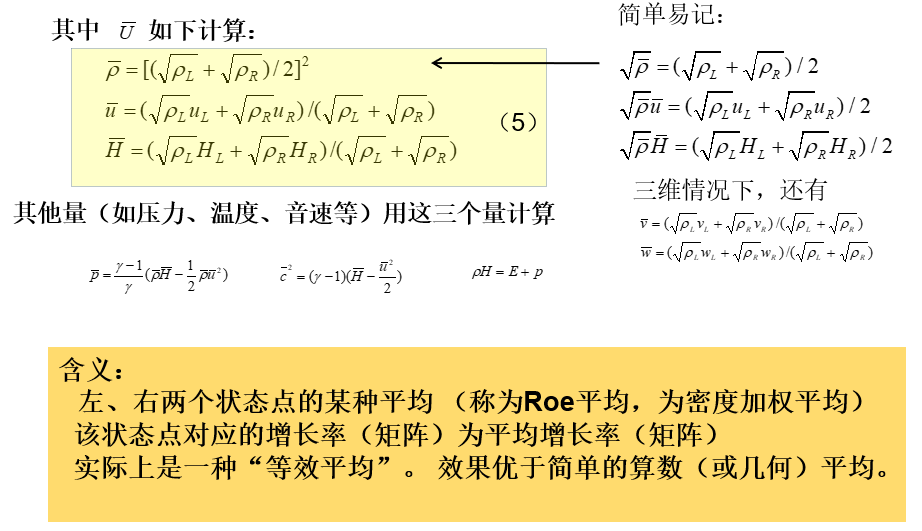 其中 $\overline{U}$ 如下计算：
$\overline{\rho}=[(\sqrt{\rho_L}+\sqrt{\rho_R})/2]^2$
$\overline{u}=(\sqrt{\rho_L}u_L+\sqrt{\rho_R}u_R)/(\sqrt{\rho_L}+\sqrt{\rho_R})$
（5）
$\overline{H}=(\sqrt{\rho_L}H_L+\sqrt{\rho_R}H_R)/(\sqrt{\rho_L}+\sqrt{\rho_R})$
简单易记：
$\sqrt{\overline{\rho}}=(\sqrt{\rho_L}+\sqrt{\rho_R})/2$
$\sqrt{\overline{\rho}}\overline{u}=(\sqrt{\rho_L}u_L+\sqrt{\rho_R}u_R)/2$
$\sqrt{\overline{\rho}}\overline{H}=(\sqrt{\rho_L}H_L+\sqrt{\rho_R}H_R)/2$
三维情况下，还有
$\overline{v}=(\sqrt{\rho_L}v_L+\sqrt{\rho_R}v_R)/(\sqrt{\rho_L}+\sqrt{\rho_R})$
$\overline{w}=(\sqrt{\rho_L}w_L+\sqrt{\rho_R}w_R)/(\sqrt{\rho_L}+\sqrt{\rho_R})$
其他量（如压力、温度、音速等）用这三个量计算
$\overline{p}=\frac{\gamma-1}{\gamma}(\overline{\rho}\overline{H}-\frac{1}{2}\overline{\rho}\overline{u}^2)$
$\overline{c}^2=(\gamma-1)(\overline{H}-\frac{\overline{u}^2}{2})$
$\rho H=E+p$
含义：
左、右两个状态点的某种平均 （称为Roe平均，为密度加权平均）
该状态点对应的增长率（矩阵）为平均增长率（矩阵）
实际上是一种“等效平均”。 效果优于简单的算数（或几何）平均。